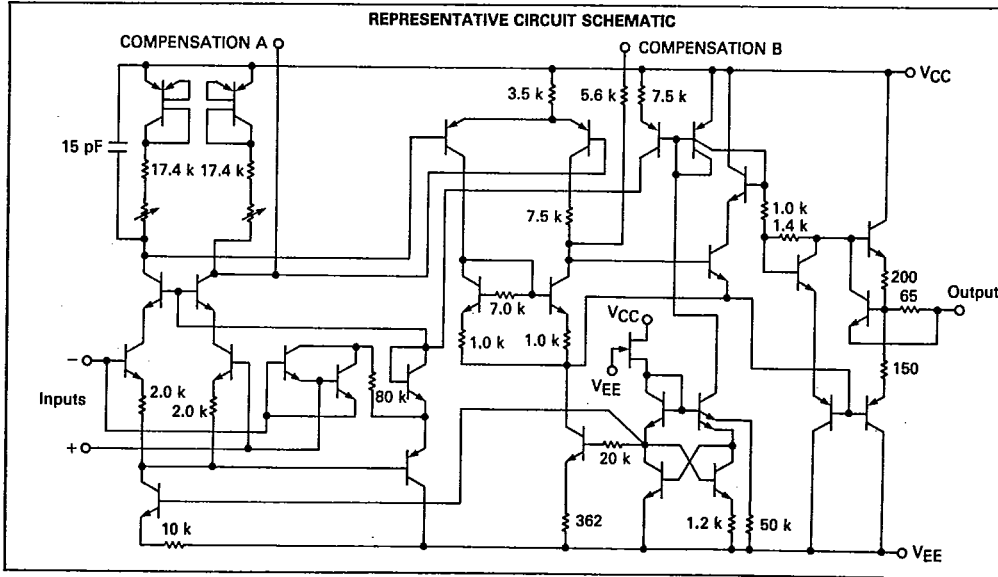 REPRESENTATIVE CIRCUIT SCHEMATIC
COMPENSATION A
COMPENSATION B
VCC
3.5 k
5.6 k
7.5 k
15 pF
17.4 k
17.4 k
7.5 k
1.0 k
1.4 k
200
65
Output
7.0 k
1.0 k
1.0 k
VCC
VEE
150
−
Inputs
2.0 k
2.0 k
80 k
+
20 k
10 k
362
1.2 k
50 k
VEE